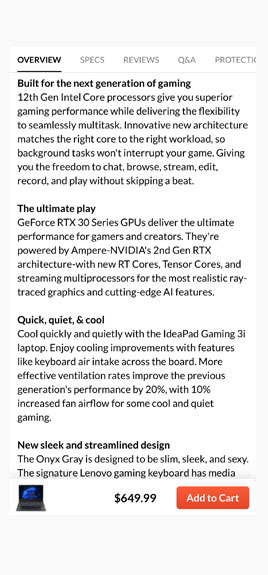 OVERVIEW SPECS REVIEWS Q&A PROTECTIO
Built for the next generation of gaming
12th Gen Intel Core processors give you superior
gaming performance while delivering the flexibility
to seamlessly multitask. Innovative new architecture
matches the right core to the right workload, so
background tasks won't interrupt your game. Giving
you the freedom to chat, browse, stream, edit,
record, and play without skipping a beat.
The ultimate play
GeForce RTX 30 Series GPUs deliver the ultimate
performance for gamers and creators. They're
powered by Ampere-NVIDIA's 2nd Gen RTX
architecture-with new RT Cores, Tensor Cores, and
streaming multiprocessors for the most realistic ray-
traced graphics and cutting-edge AI features.
Quick, quiet, & cool
Cool quickly and quietly with the IdeaPad Gaming 3i
laptop. Enjoy cooling improvements with features
like keyboard air intake across the board. More
effective ventilation rates improve the previous
generation's performance by 20%, with 10%
increased fan airflow for some cool and quiet
gaming.
New sleek and streamlined design
The Onyx Gray is designed to be slim, sleek, and sexy.
The signature Lenovo gaming keyboard has media
$649.99 Add to Cart